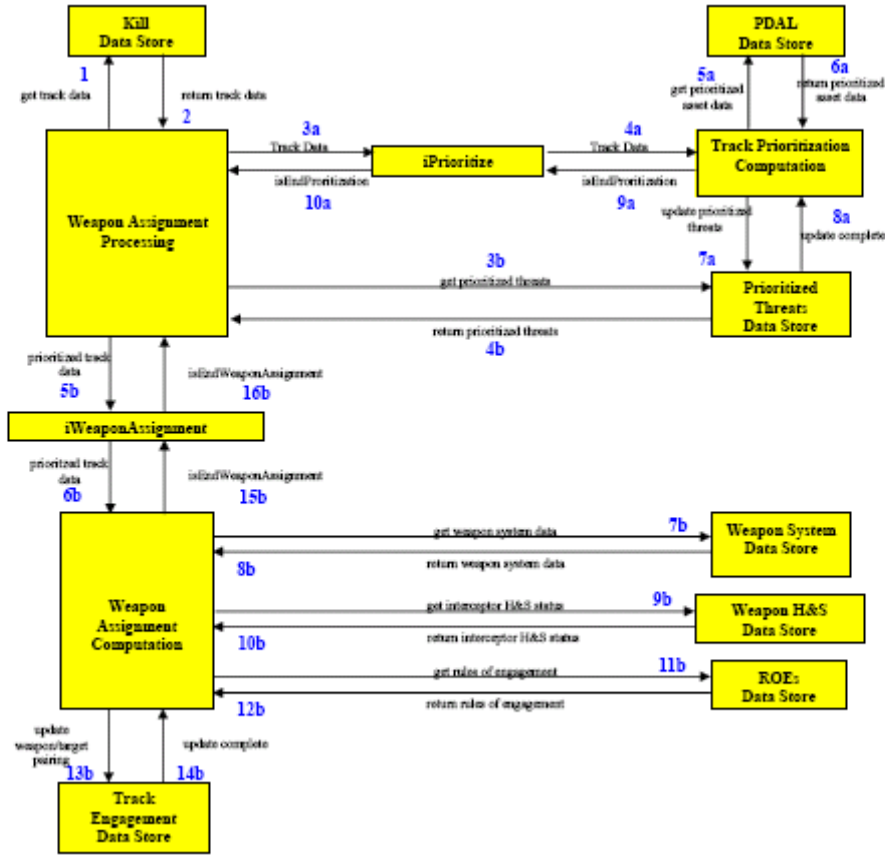 Kill
Data Store
PDAL
Data Store
1
get track data
return track data
2
5a
get prioritized
asset data
6a
return prioritized
asset data
3a
Track Data
iPrioritize
4a
Track Data
Track Prioritization
Computation
isEndProritization
10a
isEndProritization
9a
Weapon Assignment
Processing
update prioritized
threats
7a
8a
update complete
3b
get prioritized threats
Prioritized
Threats
Data Store
return prioritized threats
4b
prioritized track
data
5b
isEndWeaponAssignment
16b
iWeaponAssignment
prioritzed track
data
6b
isEndWeaponAssignment
15b
get weapon system data
7b
Weapon System
Data Store
8b
return weapon system data
Weapon
Assignment
Computation
get interceptor H&S status
9b
Weapon H&S
Data Store
10b
return interceptor H&S status
get rules of engagement
11b
ROEs
Data Store
12b
return rules of engagement
update
weapon/target
pairing
13b
update complete
14b
Track
Engagement
Data Store